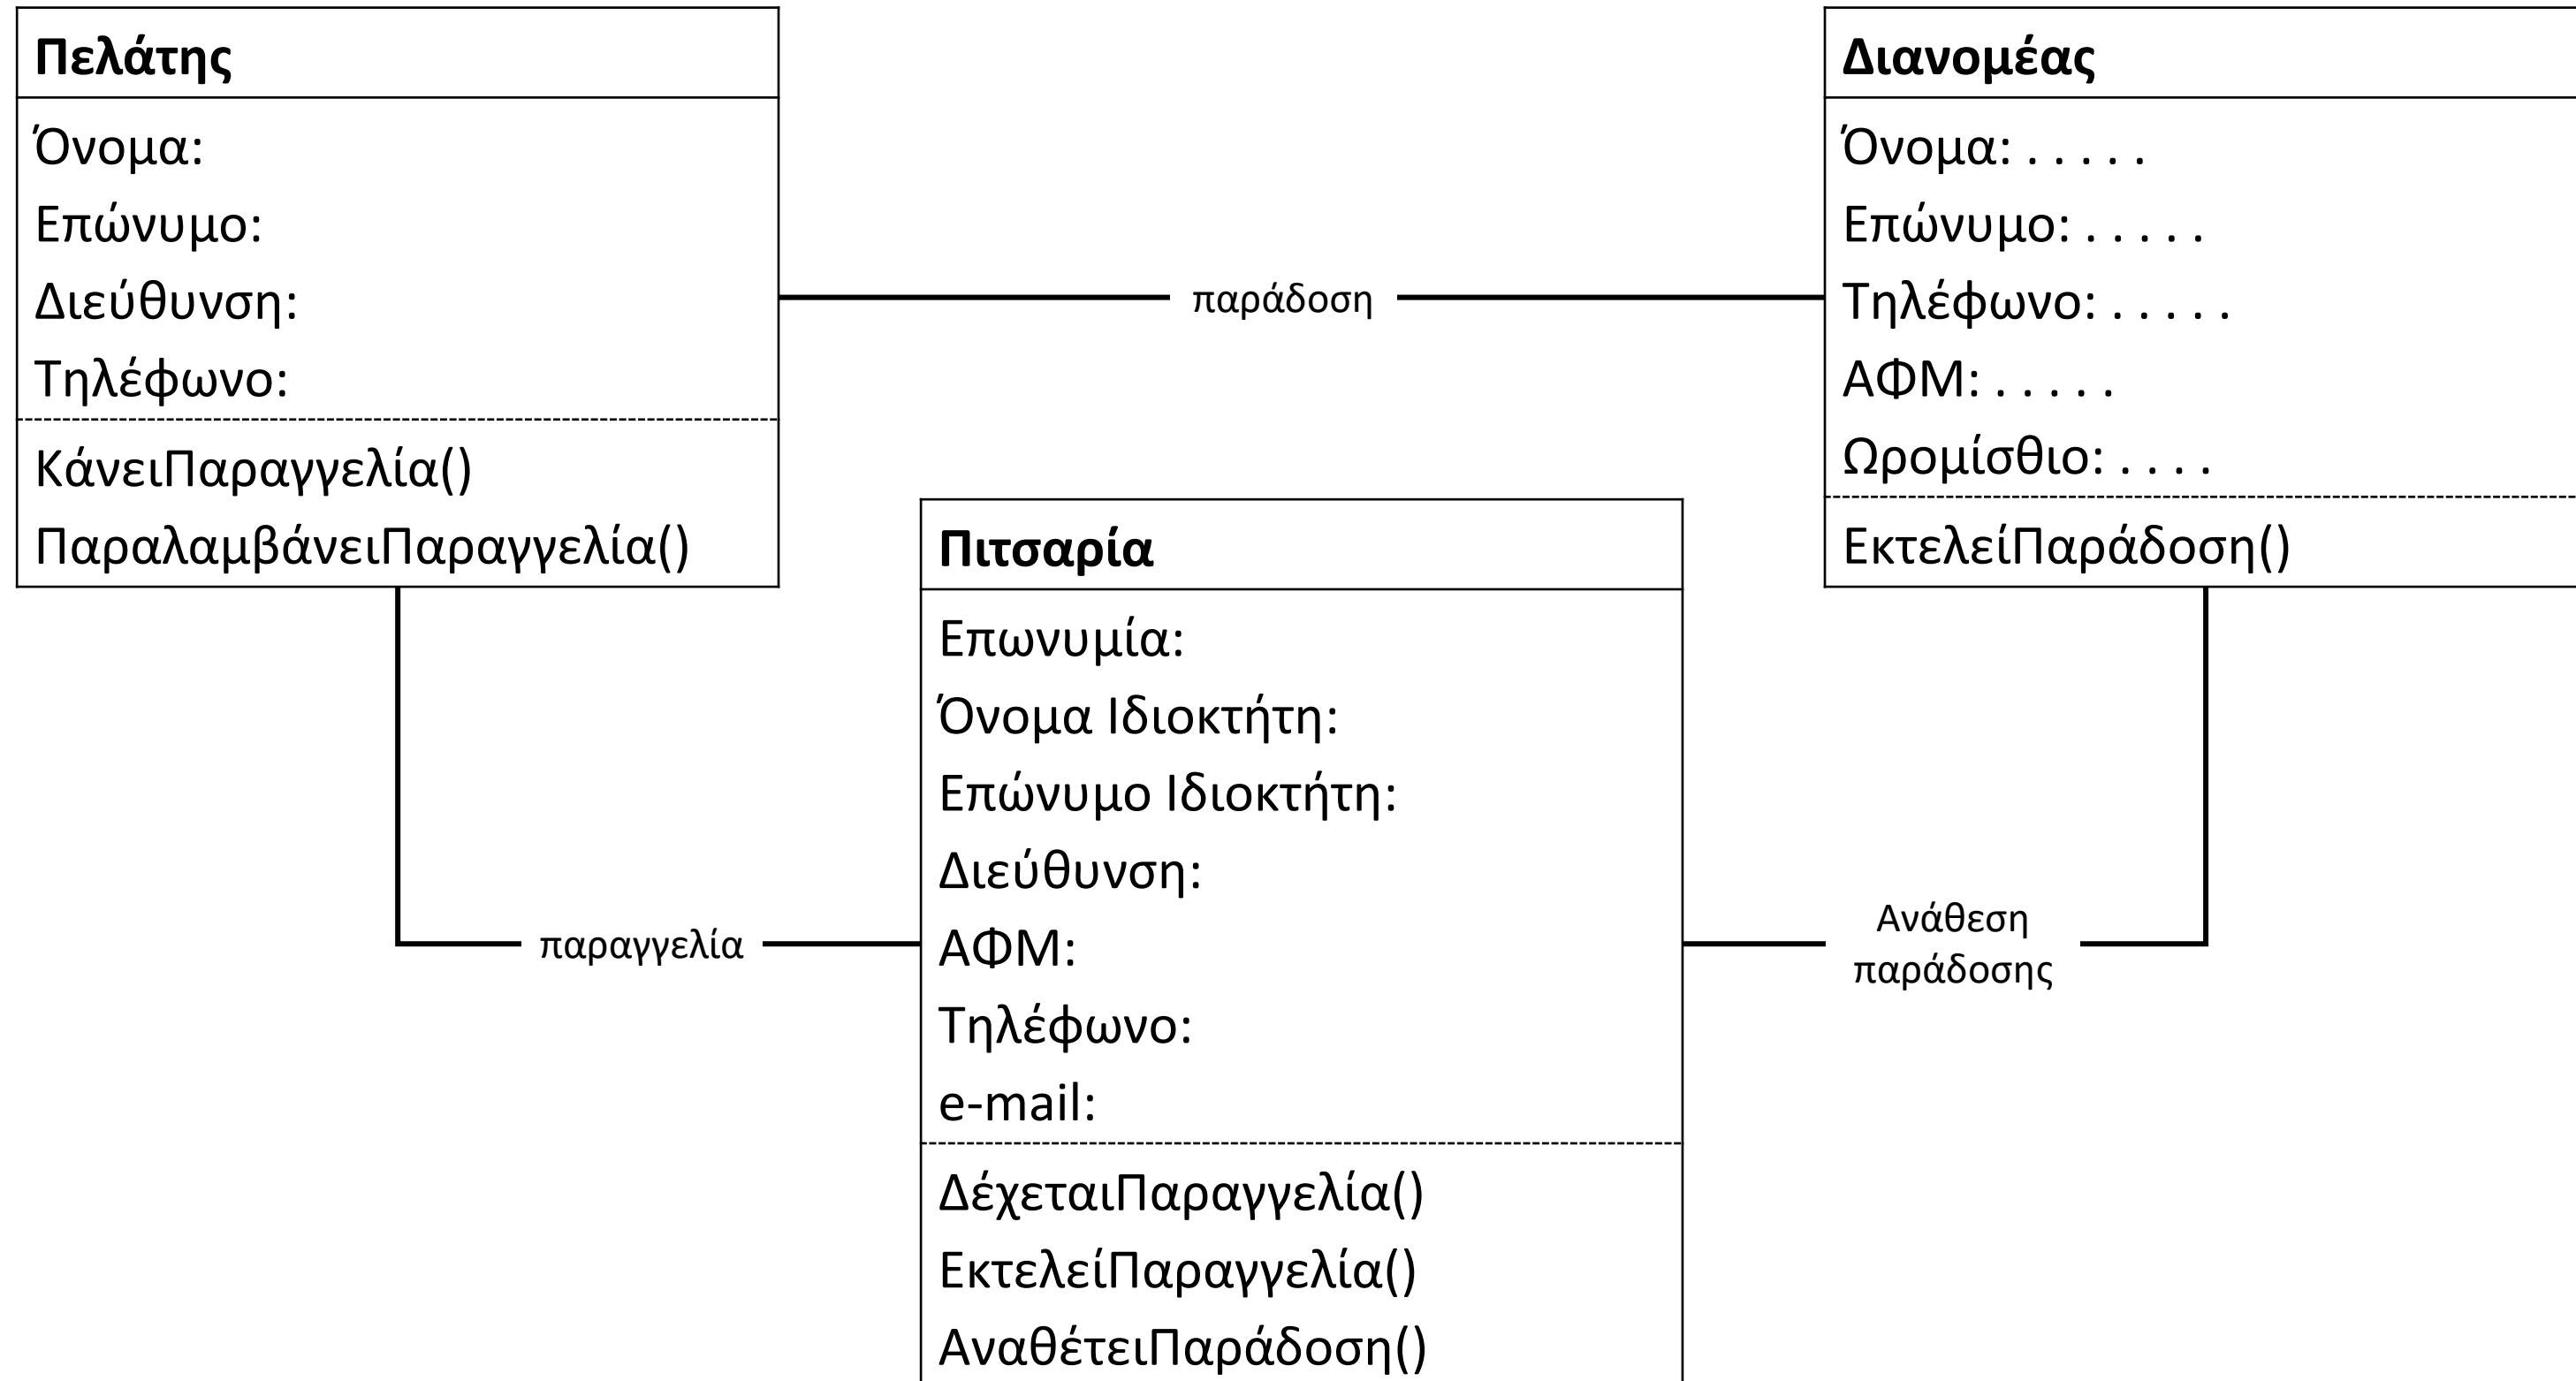 Πελάτης
Όνομα:
Επώνυμο:
Διεύθυνση:
Τηλέφωνο:
ΚάνειΠαραγγελία()
ΠαραλαμβάνειΠαραγγελία()
παράδοση
Διανομέας
Όνομα: . . . . .
Επώνυμο: . . . . .
Τηλέφωνο: . . . . .
ΑΦΜ: . . . . .
Ωρομίσθιο: . . . .
ΕκτελείΠαράδοση()
παραγγελία
Πιτσαρία
Επωνυμία:
Όνομα Ιδιοκτήτη:
Επώνυμο Ιδιοκτήτη:
Διεύθυνση:
ΑΦΜ:
Τηλέφωνο:
e-mail:
ΔέχεταιΠαραγγελία()
ΕκτελείΠαραγγελία()
ΑναθέτειΠαράδοση()
Ανάθεση
παράδοσης